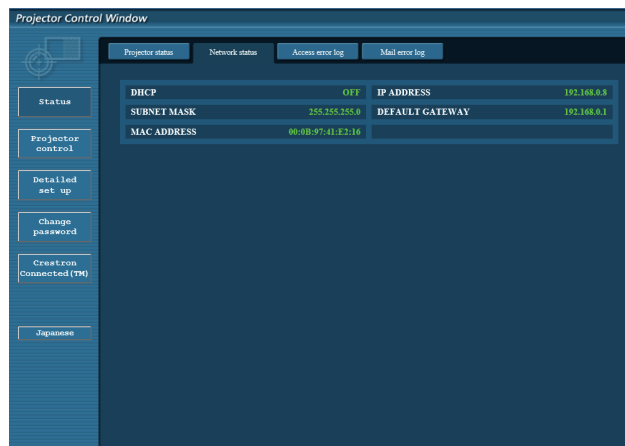 Projector Control Window
Projector status
Network status
Access error log
Mail error log
Status
Projector
control
Detailed
set up
Change
password
Crestron
Connected(TM)
Japanese
DHCP OFF IP ADDRESS 192.168.0.8
SUBNET MASK 255.255.255.0 DEFAULT GATEWAY 192.168.0.1
MAC ADDRESS 00:0B:97:41:E2:16